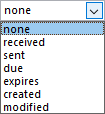 none
none
received
sent
due
expires
created
modified